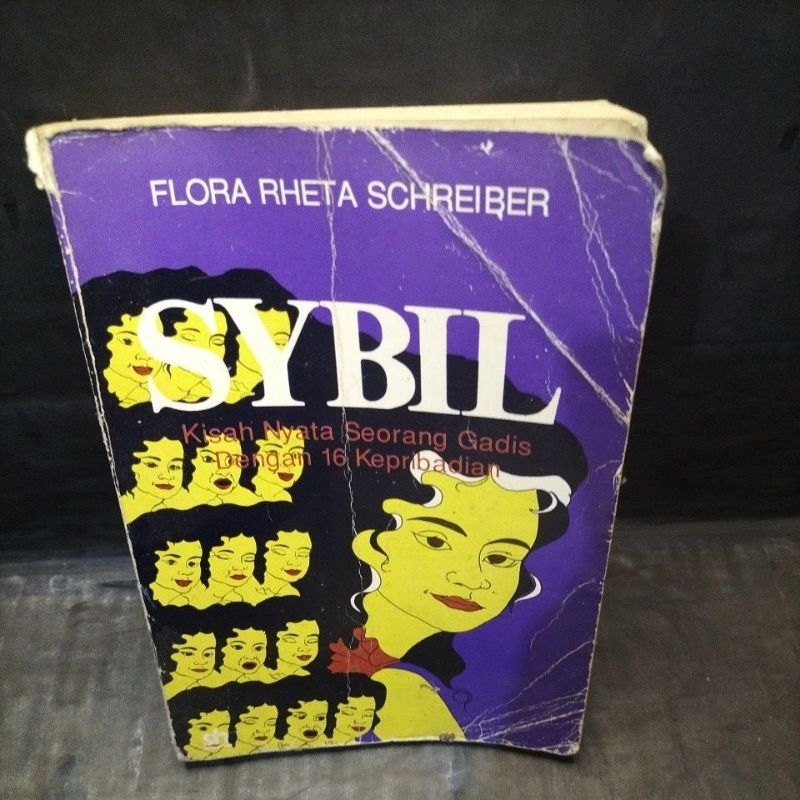 FLORA RHETA SCHREIBER
SYBIL
Kisah Nyata Seorang Gadis
Dengan 16 Kepribadian